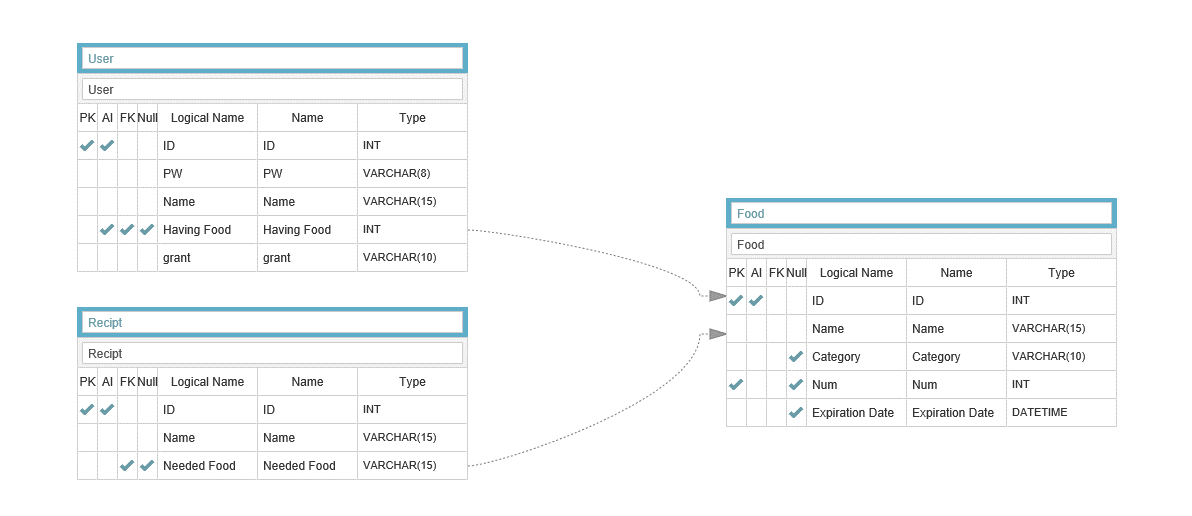 User
User
PK AI FK Null Logical Name Name Type
ID ID INT
PW PW VARCHAR(8)
Name Name VARCHAR(15)
Having Food Having Food INT
grant grant VARCHAR(10)
Recipt
Recipt
PK AI FK Null Logical Name Name Type
ID ID INT
Name Name VARCHAR(15)
Needed Food Needed Food VARCHAR(15)
Food
Food
PK AI FK Null Logical Name Name Type
ID ID INT
Name Name VARCHAR(15)
Category Category VARCHAR(10)
Num Num INT
Expiration Date Expiration Date DATETIME